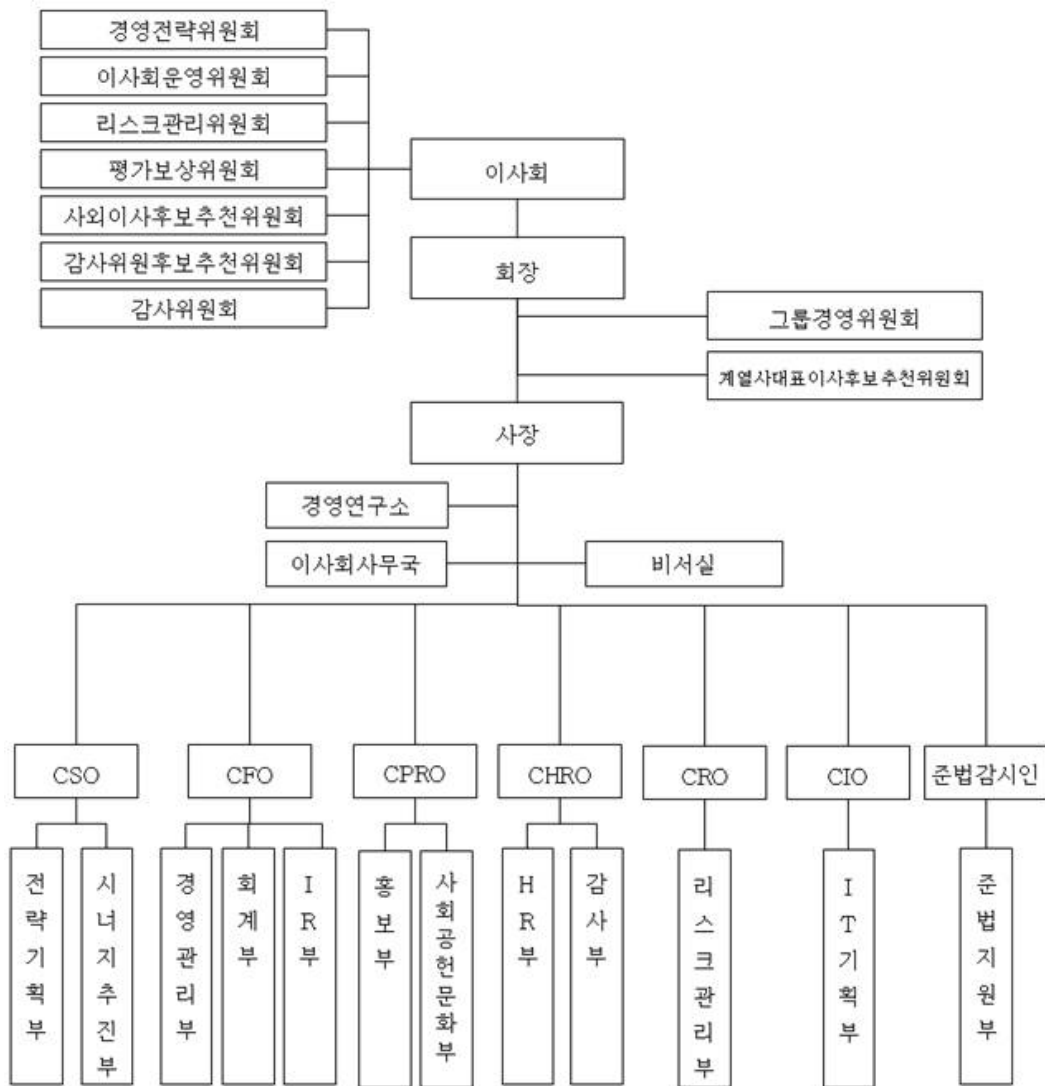 경영전략위원회
이사회운영위원회
리스크관리위원회
평가보상위원회
사외이사후보추천위원회
감사위원후보추천위원회
감사위원회
이사회
회장
그룹경영위원회
계열사대표이사후보추천위원회
사장
경영연구소
이사회사무국
비서실
CSO
CFO
CPRO
CHRO
CRO
CIO
준법감시인
전략기획부
시너지추진부
경영관리부
회계부
IR부
홍보부
사회공헌문화부
HR부
감사부
리스크관리부
IT기획부
준법지원부